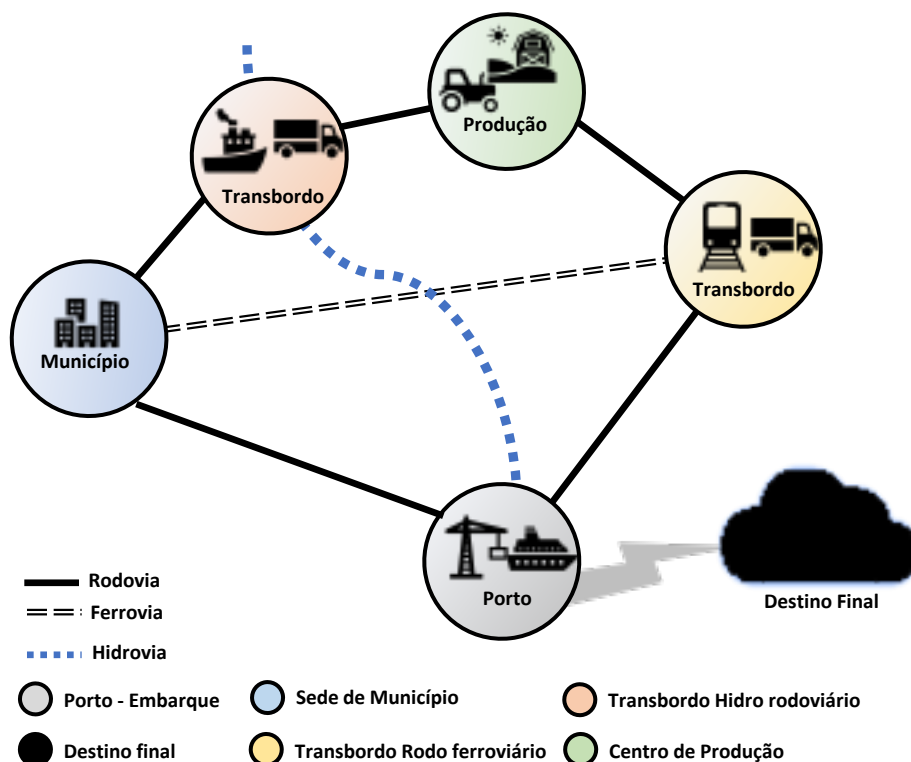 Produção
Transbordo
Transbordo
Município
Porto
Destino Final
Rodovia
Ferrovia
Hidrovia
Porto - Embarque
Sede de Município
Transbordo Hidro rodoviário
Destino final
Transbordo Rodo ferroviário
Centro de Produção